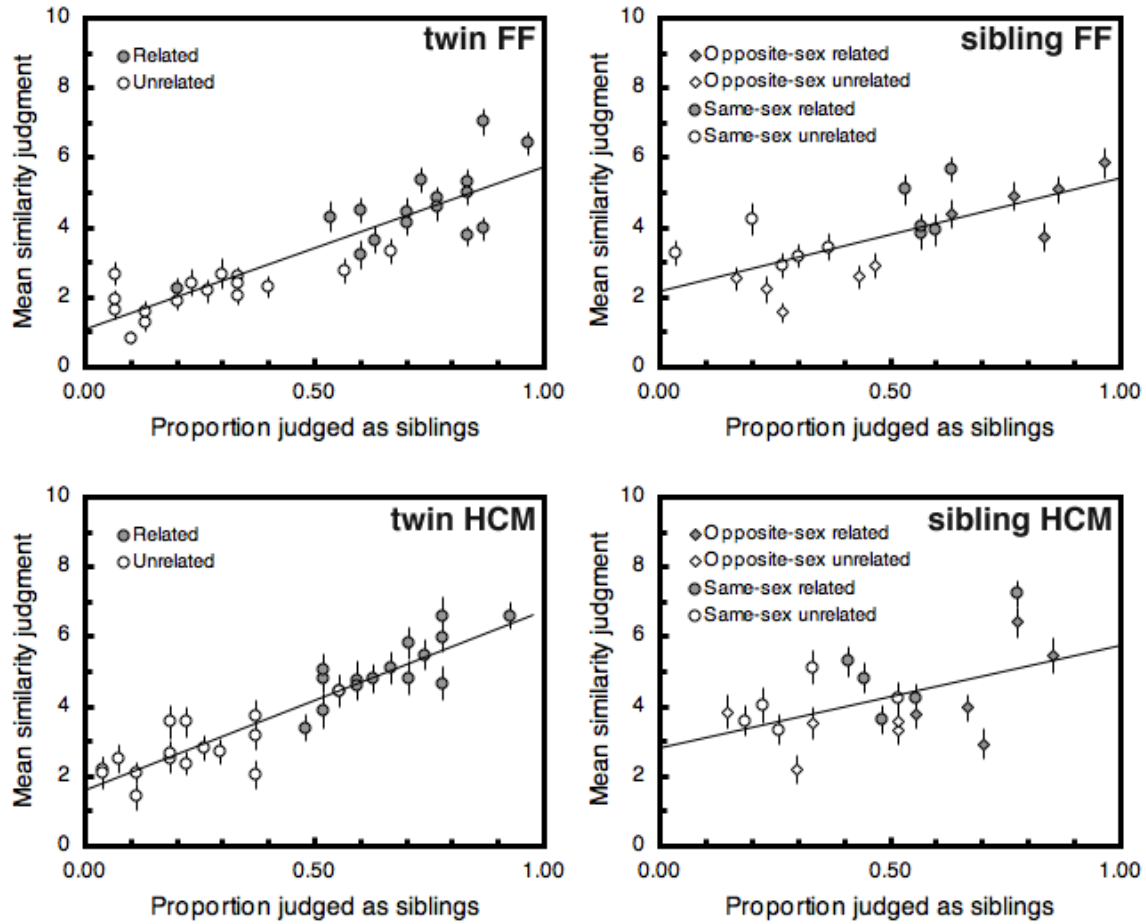 twin FF
Related
Unrelated
Mean similarity judgment
10
8
6
4
2
0
0.00 0.50 1.00
Proportion judged as siblings
sibling FF
Opposite-sex related
Opposite-sex unrelated
Same-sex related
Same-sex unrelated
Mean similarity judgment
10
8
6
4
2
0
0.00 0.50 1.00
Proportion judged as siblings
twin HCM
Related
Unrelated
Mean similarity judgment
10
8
6
4
2
0
0.00 0.50 1.00
Proportion judged as siblings
sibling HCM
Opposite-sex related
Opposite-sex unrelated
Same-sex related
Same-sex unrelated
Mean similarity judgment
10
8
6
4
2
0
0.00 0.50 1.00
Proportion judged as siblings